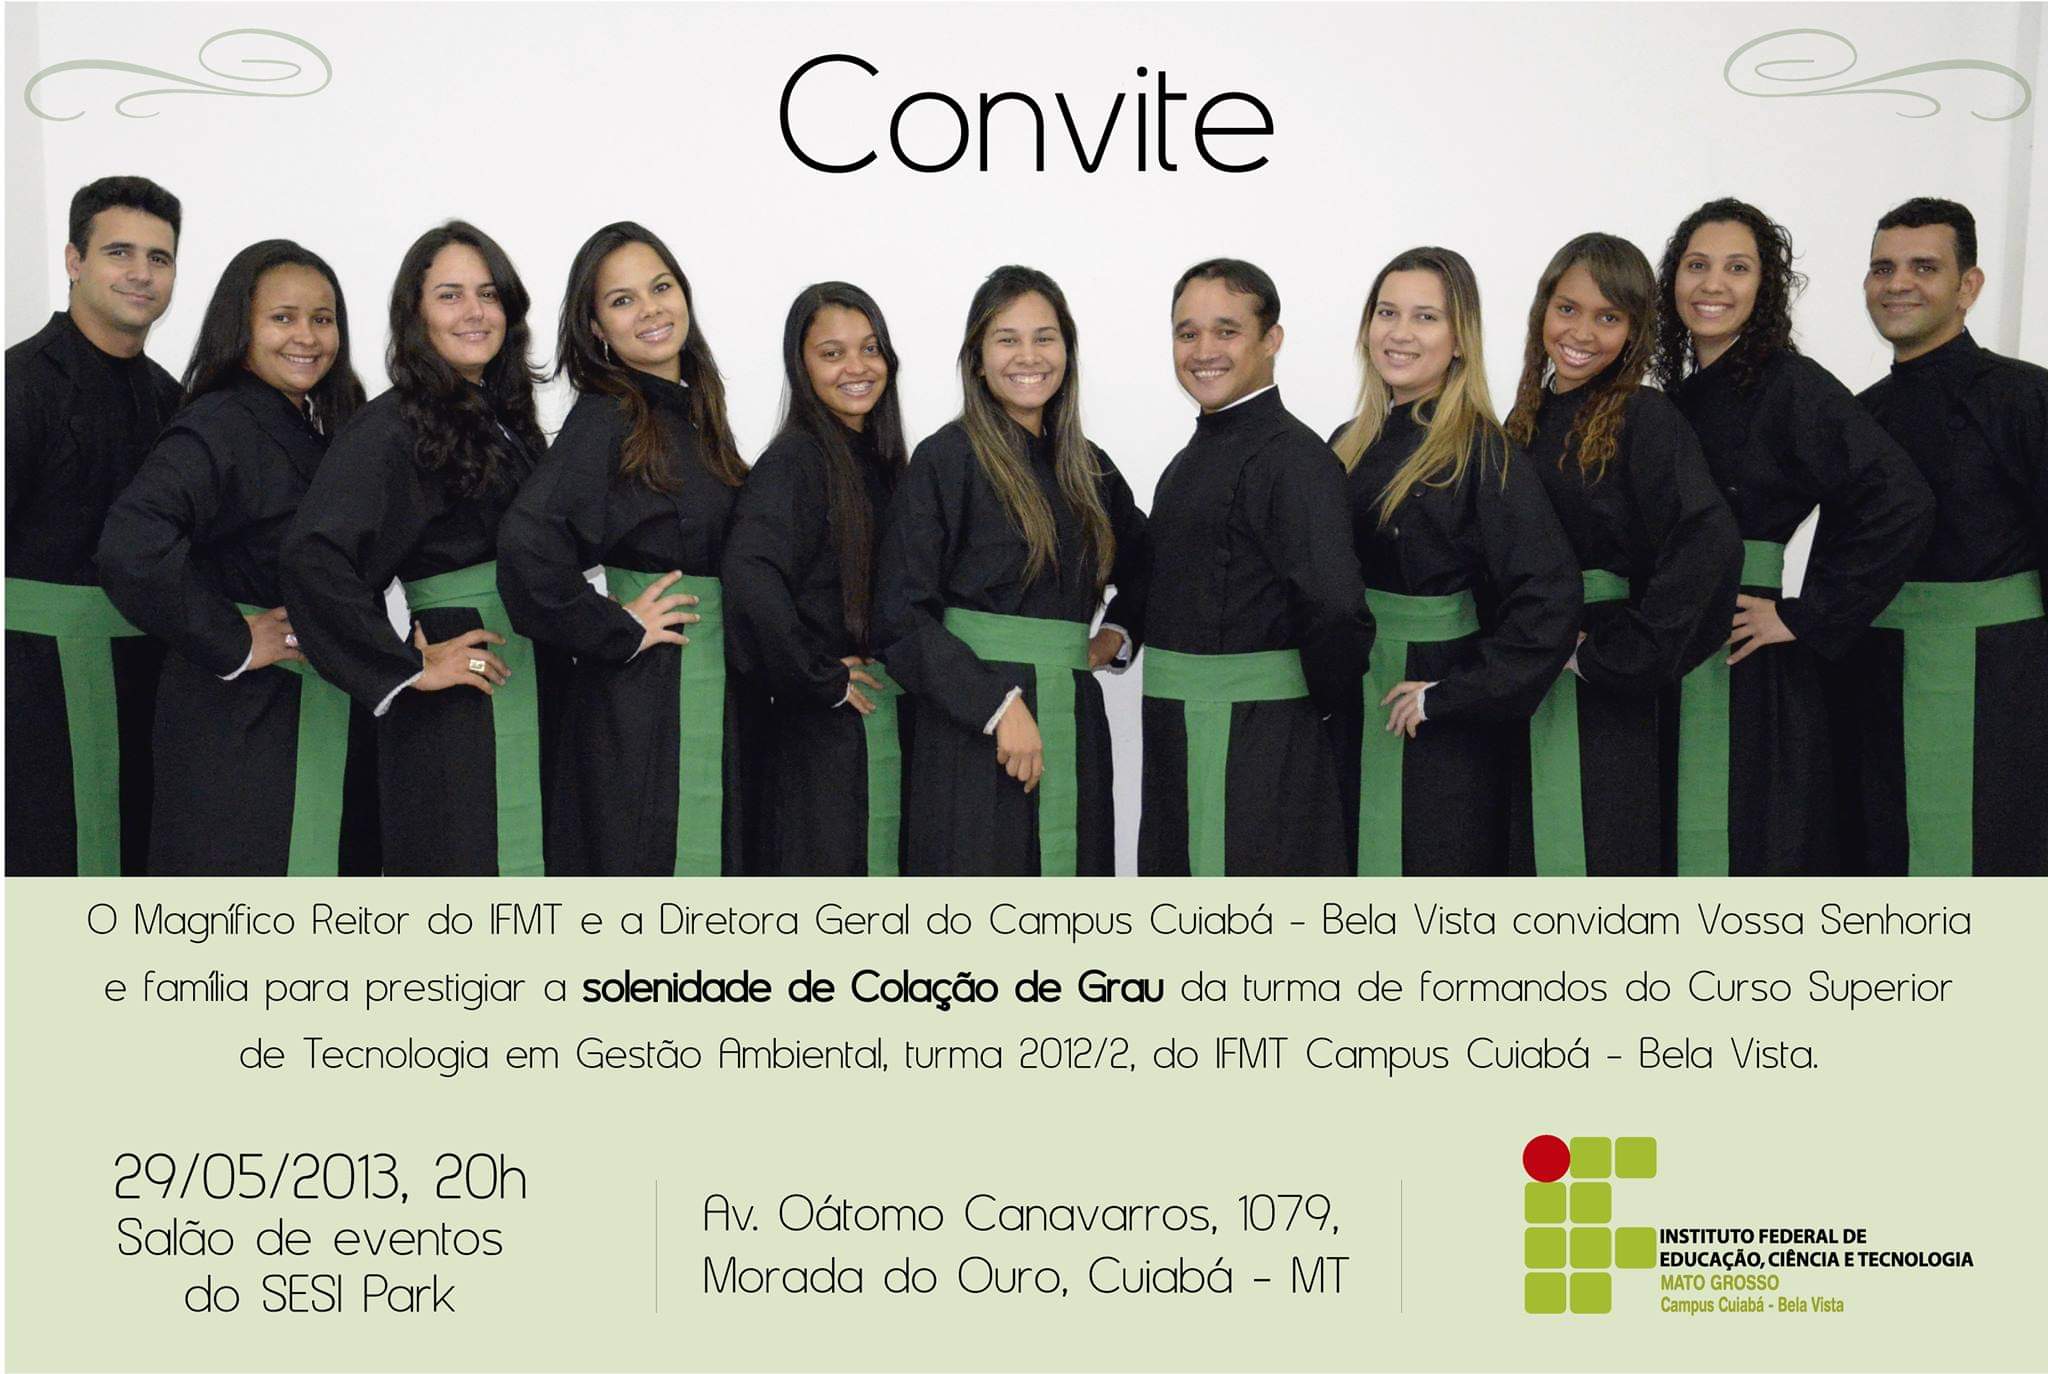 Convite
O Magnífico Reitor do IFMT e a Diretora Geral do Campus Cuiabá - Bela Vista convidam Vossa Senhoria
e família para prestigiar a solenidade de Colação de Grau da turma de formandos do Curso Superior
de Tecnologia em Gestão Ambiental, turma 2012/2, do IFMT Campus Cuiabá - Bela Vista.
29/05/2013, 20h
Salão de eventos
do SESI Park
Av. Oátomo Canavarros, 1079,
Morada do Ouro, Cuiabá - MT
INSTITUTO FEDERAL DE
EDUCAÇÃO, CIÊNCIA E TECNOLOGIA
MATO GROSSO
Campus Cuiabá - Bela Vista